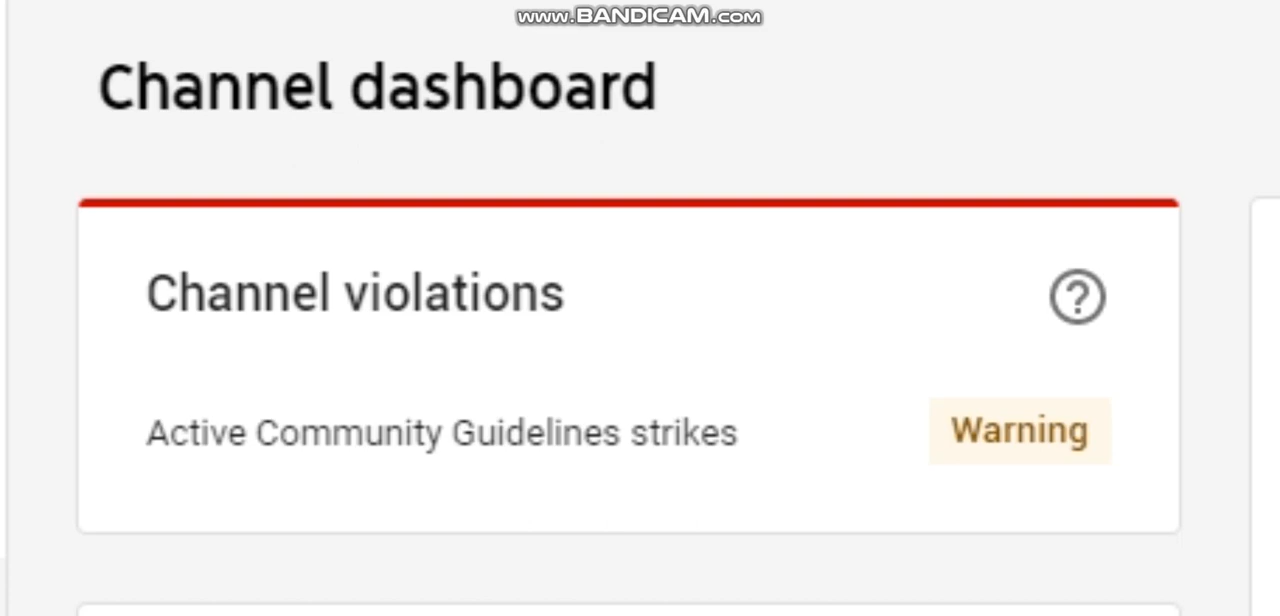 www.BANDICAM.com
Channel dashboard
Channel violations
Active Community Guidelines strikes
Warning